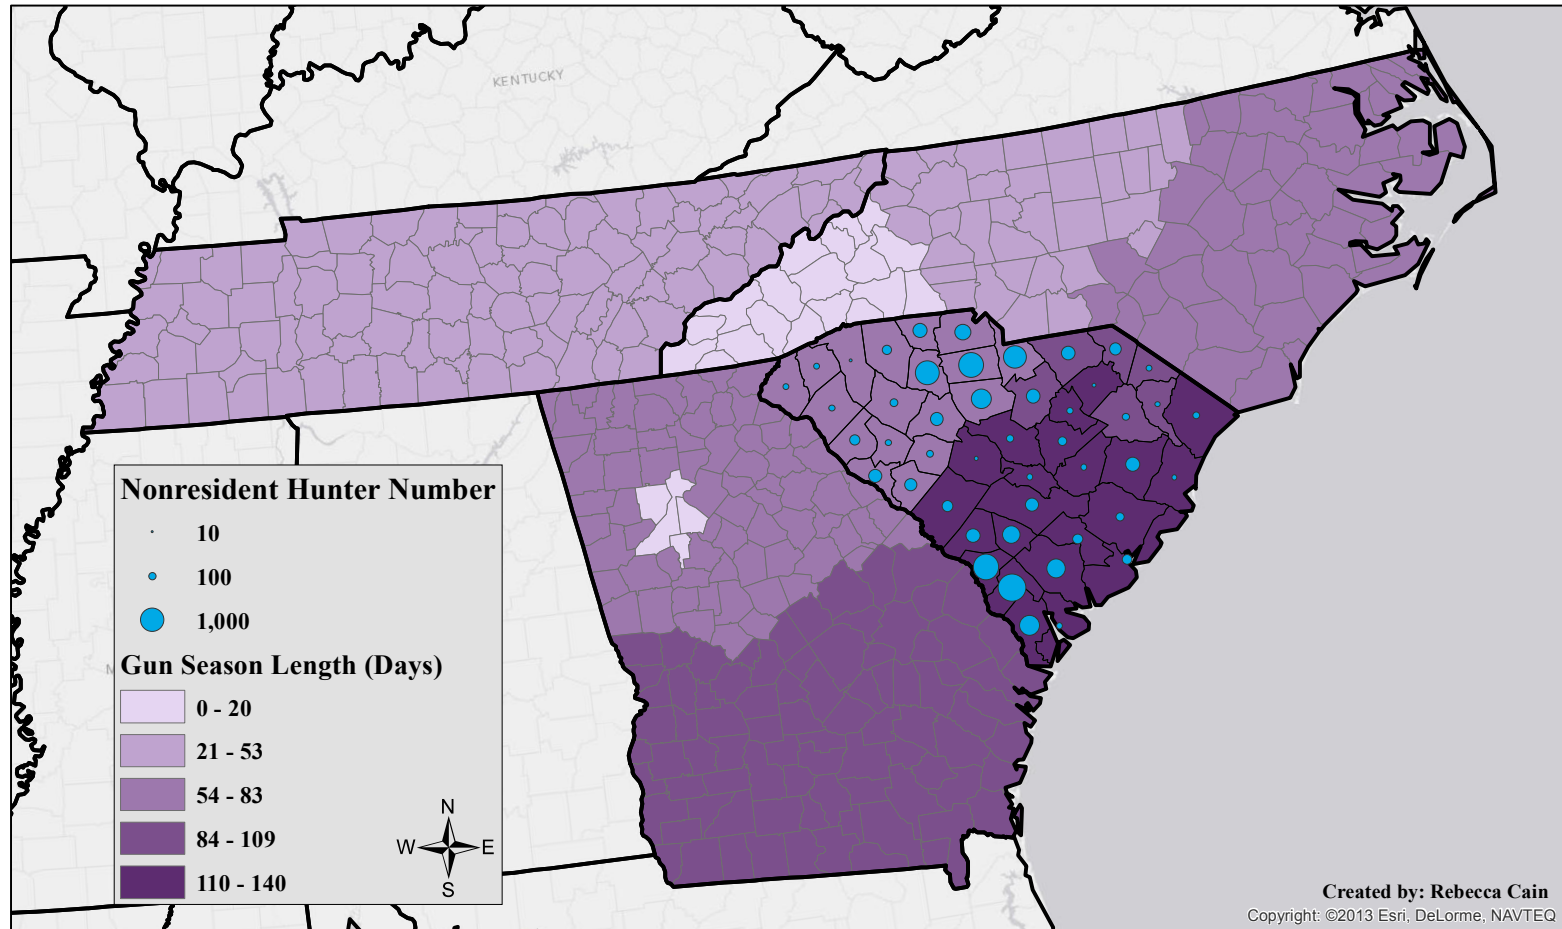 KENTUCKY
Nonresident Hunter Number
10
100
1,000
Gun Season Length (Days)
0 - 20
21 - 53
54 - 83
84 - 109
110 - 140
N
W E
S
Created by: Rebecca Cain
Copyright: ©2013 Esri, DeLorme, NAVTEQ